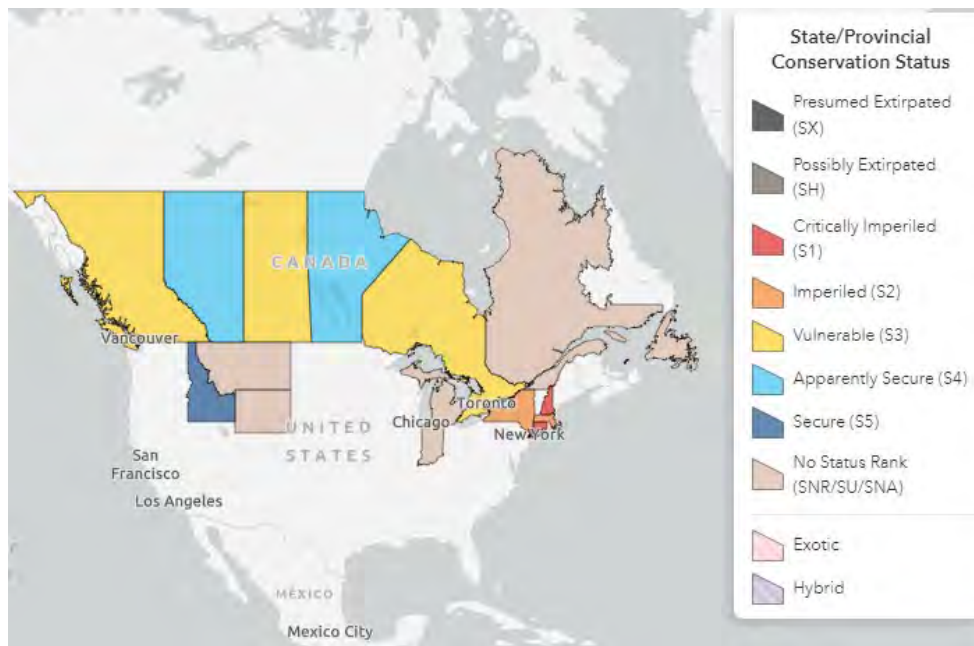 State/Provincial
Conservation Status
Presumed Extirpated
(SX)
Possibly Extirpated
(SH)
Critically Imperiled
(S1)
Imperiled (S2)
Vulnerable (S3)
Apparently Secure (S4)
Secure (S5)
No Status Rank
(SNR/SU/SNA)
Exotic
Hybrid
CANADA
Vancouver
Toronto
Chicago
New York
UNITED
STATES
San
Francisco
Los Angeles
MÉXICO
Mexico City